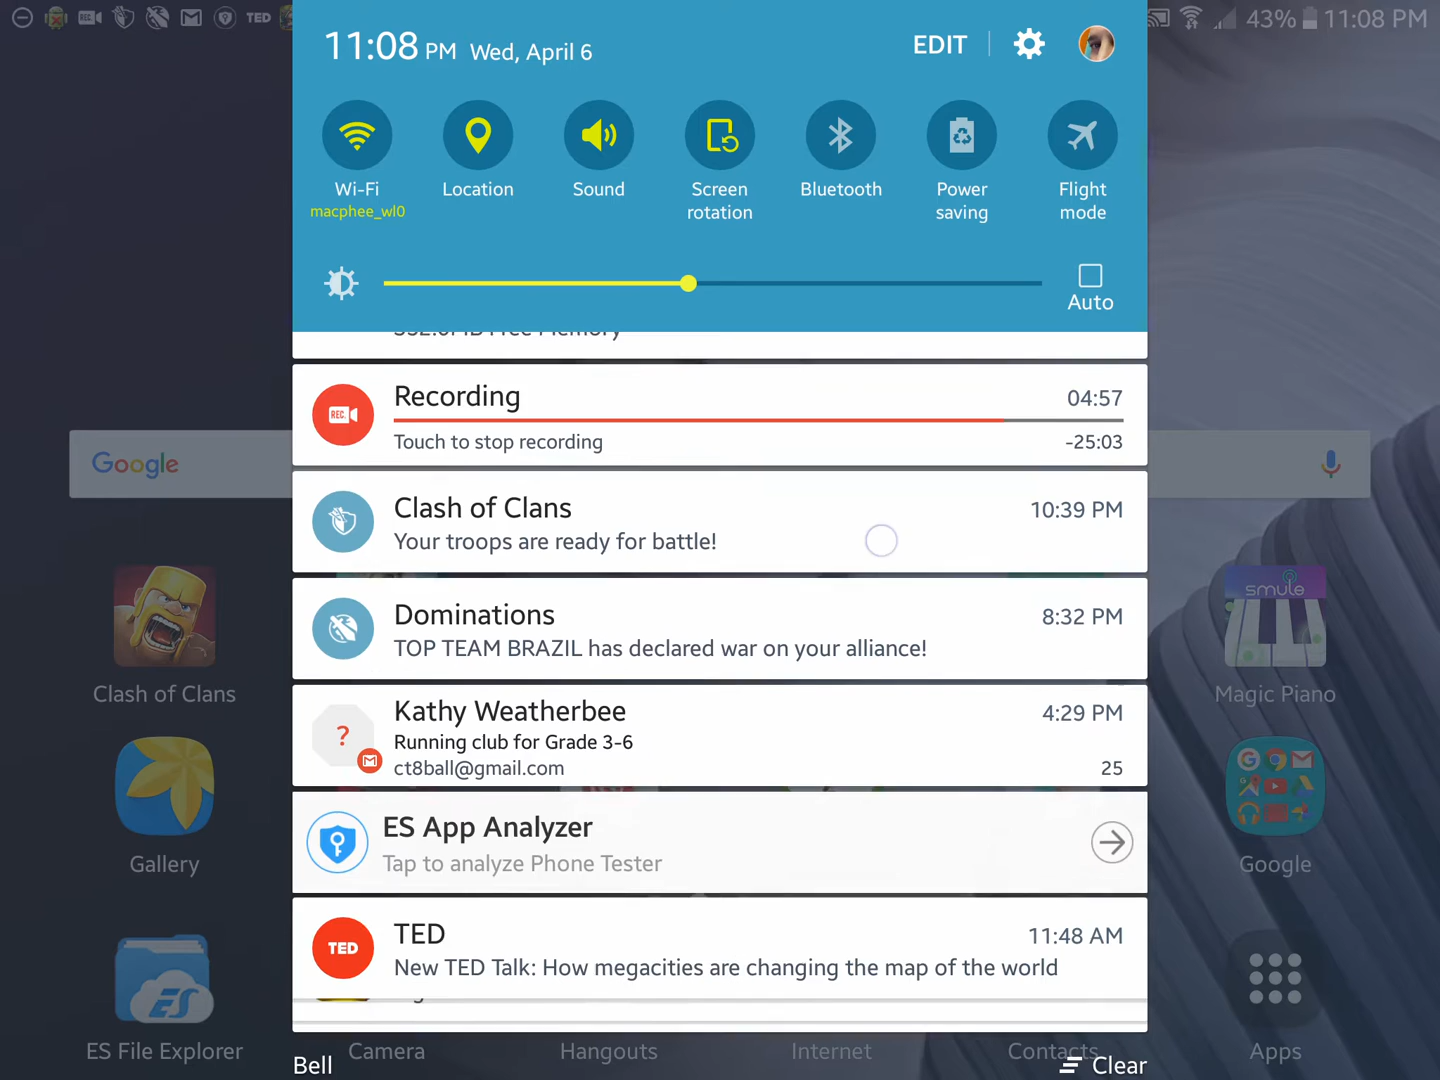 REC
TED
43% 11:08 PM
11:08 PM Wed, April 6
EDIT
Wi-Fi
macphee_wl0
Location
Sound
Screen
rotation
Bluetooth
Power
saving
Flight
mode
Auto
Free Memory
REC.
Recording
04:57
Touch to stop recording
-25:03
Google
Clash of Clans
10:39 PM
Your troops are ready for battle!
Dominations
8:32 PM
TOP TEAM BRAZIL has declared war on your alliance!
Kathy Weatherbee
4:29 PM
Running club for Grade 3-6
ct8ball@gmail.com
25
ES App Analyzer
Tap to analyze Phone Tester
TED
TED
11:48 AM
New TED Talk: How megacities are changing the map of the world
Clash of Clans
smule
Magic Piano
Gallery
Google
ES
ES File Explorer
Camera
Hangouts
Internet
Contacts
Apps
Bell
Clear